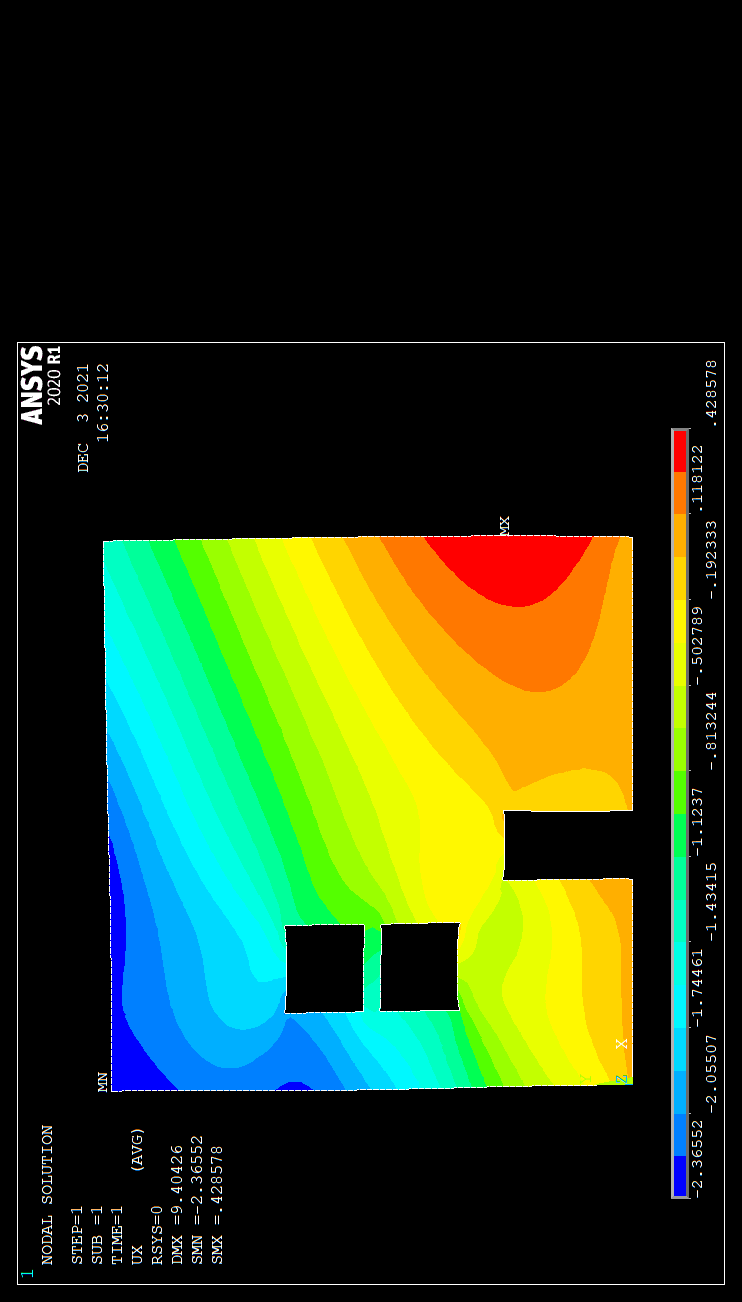 1
NODAL SOLUTION
STEP=1
SUB =1
TIME=1
UX (AVG)
RSYS=0
DMX =9.40426
SMN =-2.36552
SMX =.428578
ANSYS
2020 R1
DEC 3 2021
16:30:12
MN
MX
Y
Z X
-2.36552
-2.05507
-1.74461
-1.43415
-1.1237
-.813244
-.502789
-.192333
.118122
.428578